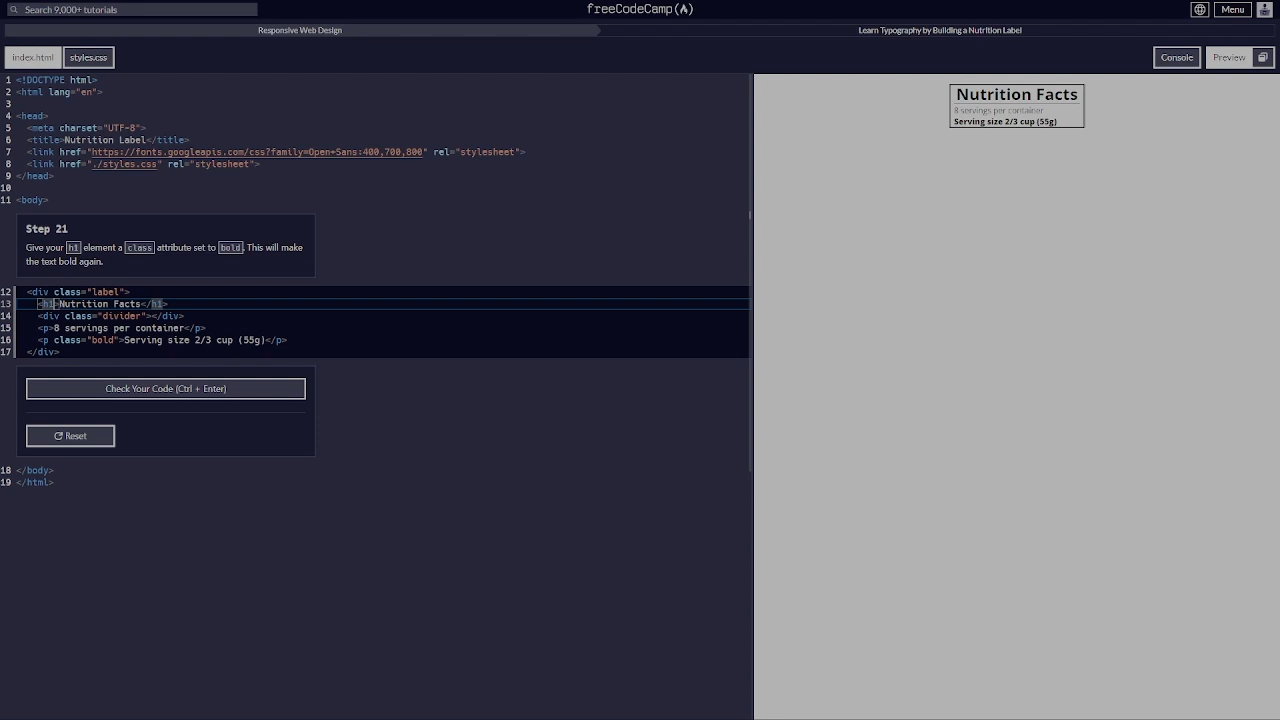 Search 9,000+ tutorials
freeCodeCamp
Menu
Responsive Web Design
Learn Typography by Building a Nutrition Label
index.html
styles.css
Console
Preview
1 <!DOCTYPE html>
2 <html lang="en">
3
4 <head>
5 <meta charset="UTF-8">
6 <title>Nutrition Label</title>
7 <link href="https://fonts.googleapis.com/css?family=Open+Sans:400,700,800" rel="stylesheet">
8 <link href="./styles.css" rel="stylesheet">
9 </head>
10
11 <body>
Step 21
Give your h1 element a class attribute set to bold. This will make
the text bold again.
12 <div class="label">
13 <h1>Nutrition Facts</h1>
14 <div class="divider"></div>
15 <p>8 servings per container</p>
16 <p class="bold">Serving size 2/3 cup (55g)</p>
17 </div>
Check Your Code (Ctrl + Enter)
Reset
18 </body>
19 </html>
Nutrition Facts
8 servings per container
Serving size 2/3 cup (55g)